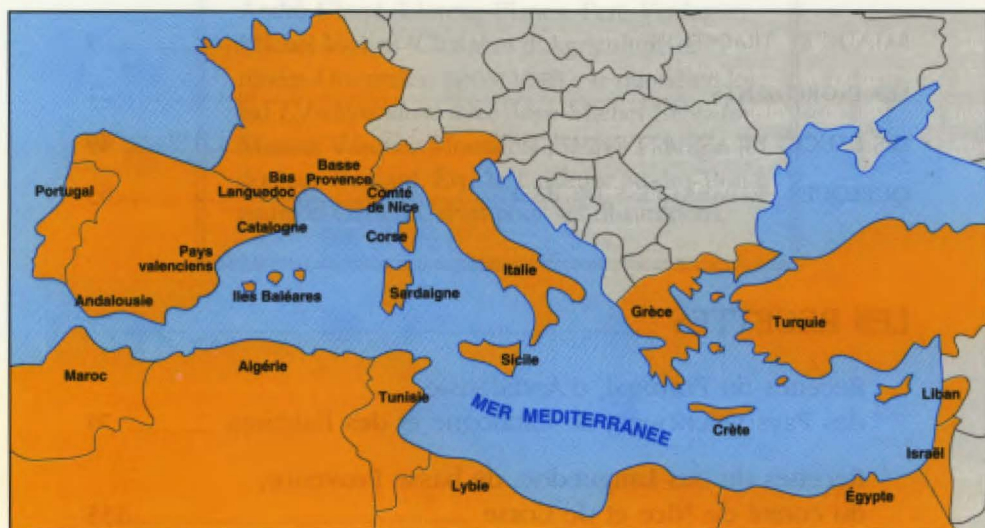 Portugal
Bas
Languedoc
Basse
Provence
Comté
de Nice
Catalogne
Corse
Pays
valenciens
Andalousie
Iles Baléares
Sardaigne
Italie
Grèce
Turquie
Sicile
Maroc
Algérie
Tunisie
MER MEDITERRANEE
Crète
Liban
Israël
Lybie
Égypte